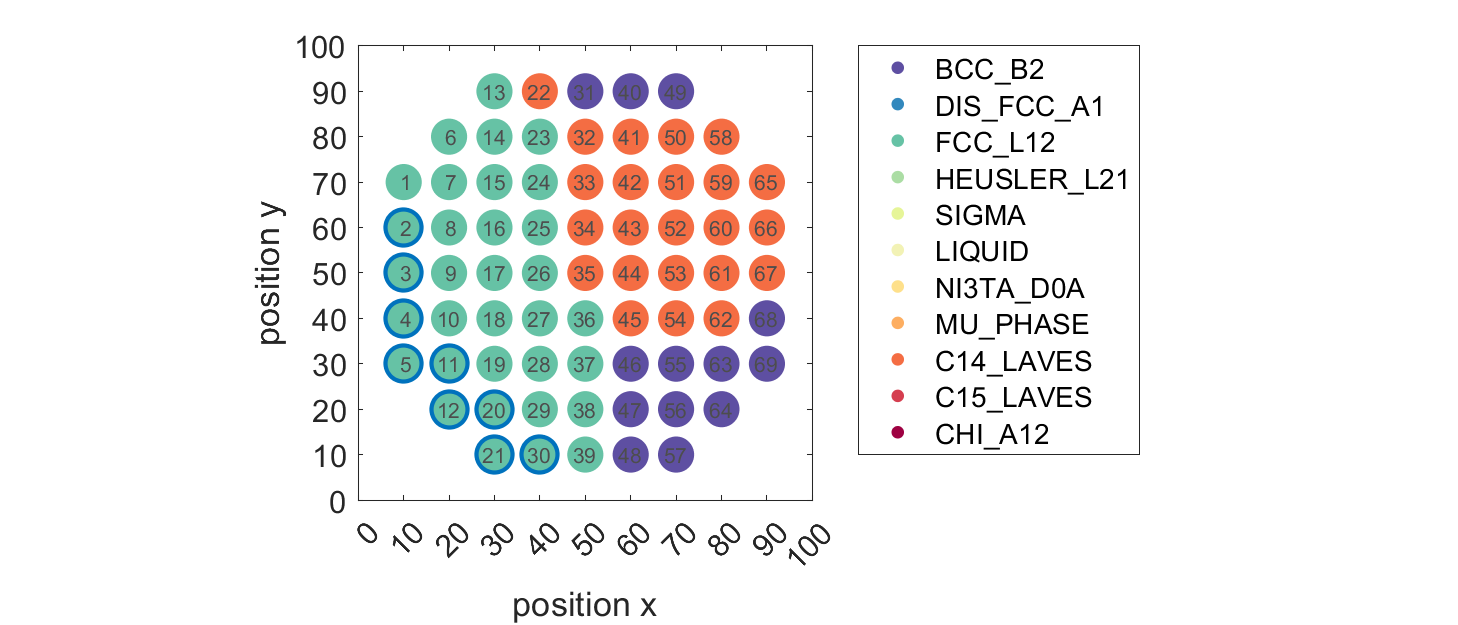 100
90 13 22 31 40 49
80 6 14 23 32 41 50 58
70 1 7 15 24 33 42 51 59 65
60 2 8 16 25 34 43 52 60 66
50 3 9 17 26 35 44 53 61 67
40 4 10 18 27 36 45 54 62 68
30 5 11 19 28 37 46 55 63 69
20 12 20 29 38 47 56 64
10 21 30 39 48 57
0
position y
0 10 20 30 40 50 60 70 80 90 100
position x
BCC_B2
DIS_FCC_A1
FCC_L12
HEUSLER_L21
SIGMA
LIQUID
NI3TA_D0A
MU_PHASE
C14_LAVES
C15_LAVES
CHI_A12